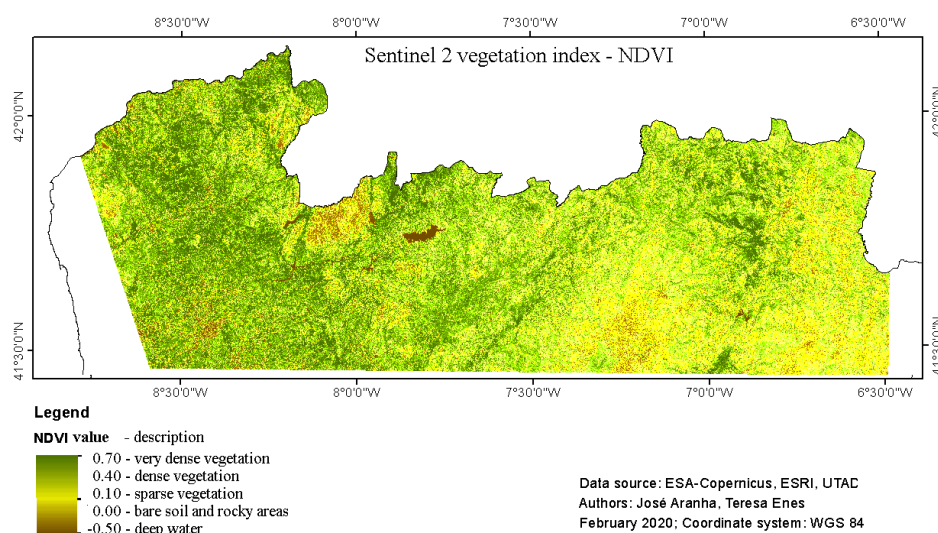 8°30'0"W 8°0'0"W 7°30'0"W 7°0'0"W 6°30'0"W
Sentinel 2 vegetation index - NDVI
42°0'0"N
42°0'0"N
41°30'0"N
41°30'0"N
8°30'0"W 8°0'0"W 7°30'0"W 7°0'0"W 6°30'0"W
Legend
NDVI value - description
0.70 - very dense vegetation
0.40 - dense vegetation
0.10 - sparse vegetation
0.00 - bare soil and rocky areas
-0.50 - deep water
Data source: ESA-Copernicus, ESRI, UTAD
Authors: José Aranha, Teresa Enes
February 2020; Coordinate system: WGS 84